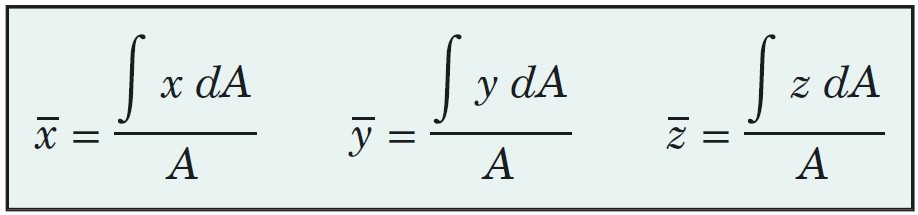 x̅ = ∫ x dA / A    y̅ = ∫ y dA / A    z̅ = ∫ z dA / A